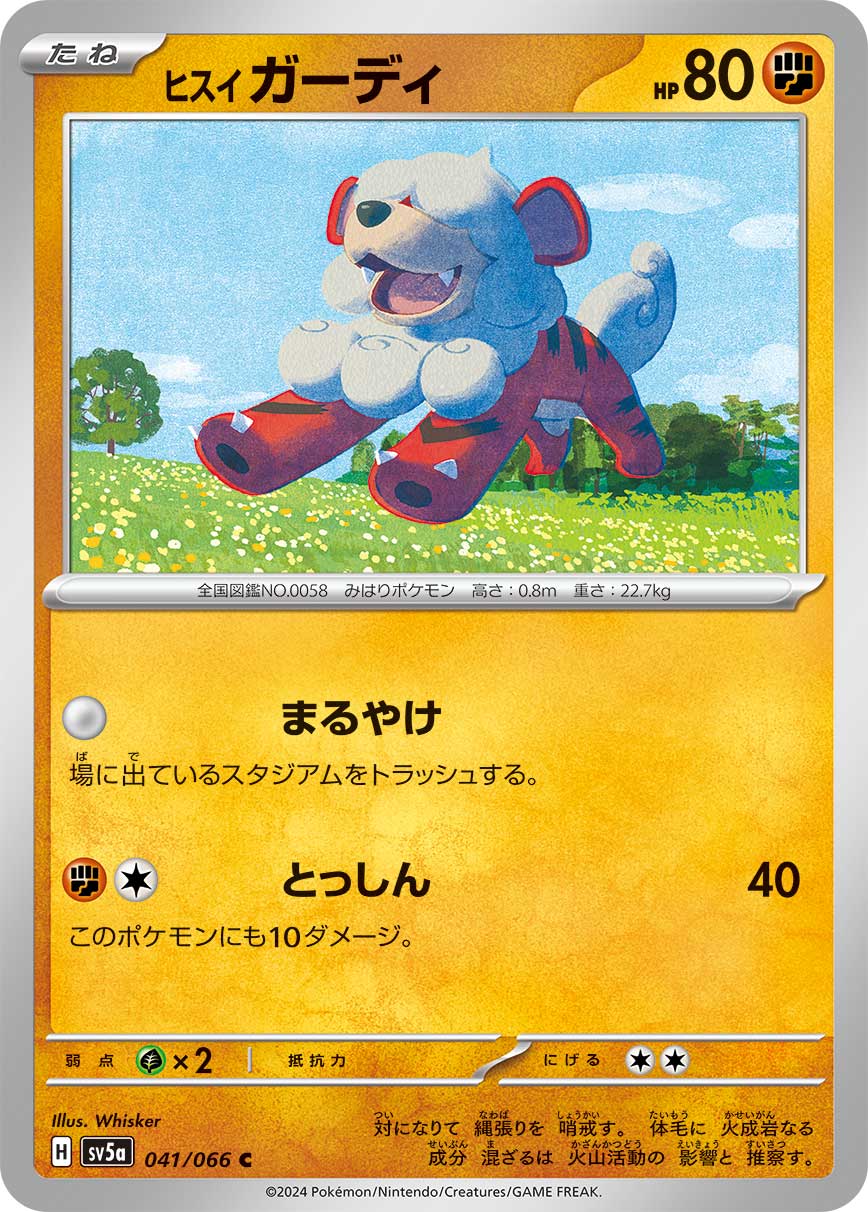 たね
ヒスイ ガーディ HP 80
全国図鑑NO.0058 みはりポケモン 高さ:0.8m 重さ:22.7kg
まるやけ
場に出ているスタジアムをトラッシュする。
とっしん 40
このポケモンにも10ダメージ。
弱点 ×2 抵抗力 にげる
Illus. Whisker
対になりて 縄張りを 哨戒す。 体毛に 火成岩なる
成分 混ざるは 火山活動の 影響と 推察す。
H sv5a 041/066 C
©2024 Pokémon/Nintendo/Creatures/GAME FREAK.